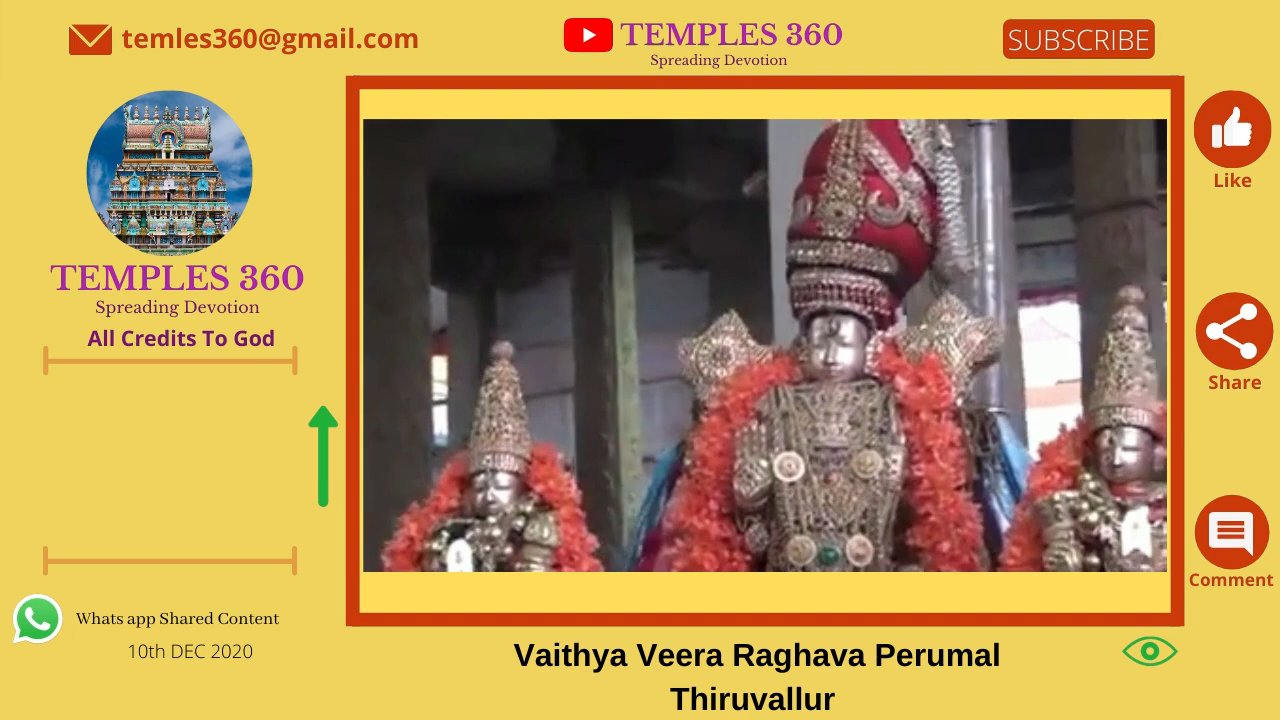 temles360@gmail.com
TEMPLES 360
Spreading Devotion
SUBSCRIBE
Like
TEMPLES 360
Spreading Devotion
All Credits To God
Share
Comment
Whats app Shared Content
10th DEC 2020
Vaithya Veera Raghava Perumal
Thiruvallur